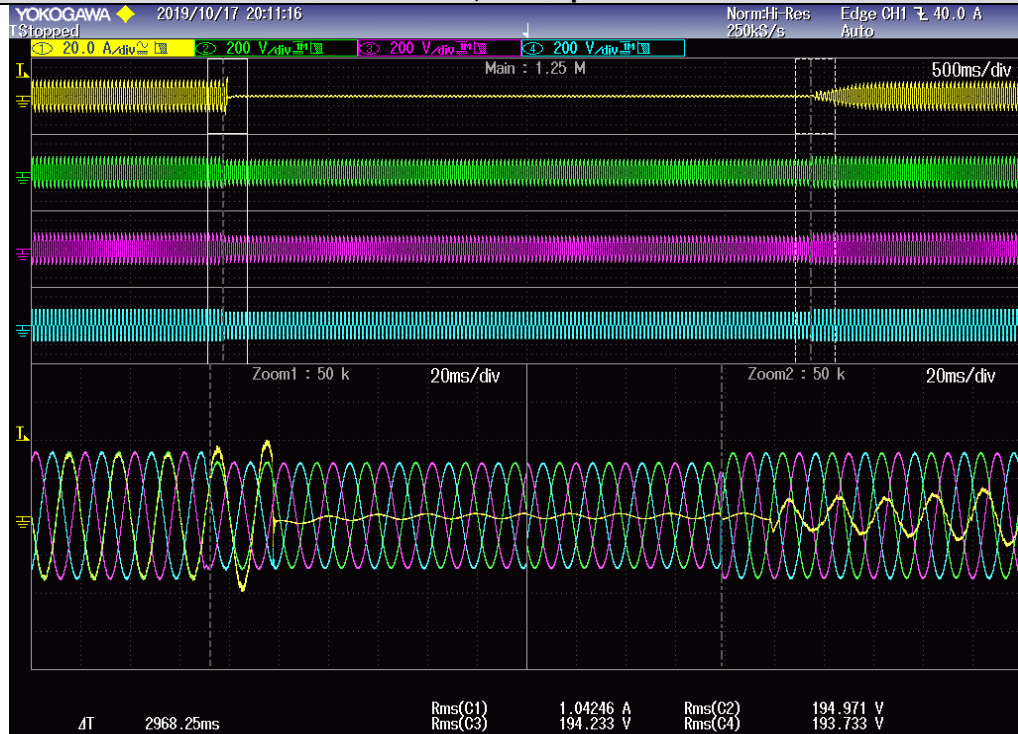 YOKOGAWA 2019/10/17 20:11:16 Norm:Hi-Res Edge CH1 40.0 A
Stopped 250kS/s Auto
1 20.0 A/div 2 200 V/div 3 200 V/div 4 200 V/div
Main : 1.25 M 500ms/div
Zoom1 : 50 k 20ms/div Zoom2 : 50 k 20ms/div
Rms(C1) 1.04246 A Rms(C2) 194.971 V
ΔT 2968.25ms Rms(C3) 194.233 V Rms(C4) 193.733 V